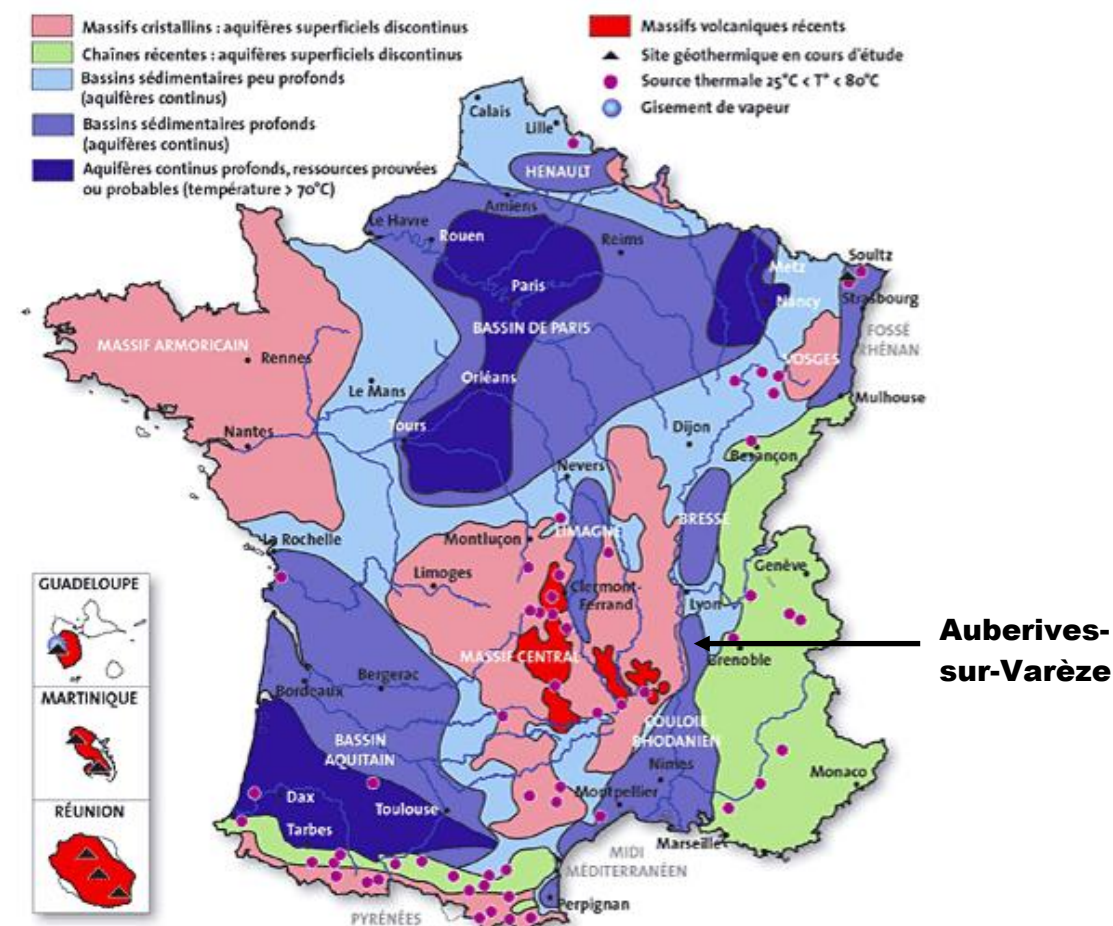 Massifs cristallins : aquifères superficiels discontinus
Chaînes récentes : aquifères superficiels discontinus
Bassins sédimentaires peu profonds
(aquifères continus)
Bassins sédimentaires profonds
(aquifères continus)
Aquifères continus profonds, ressources prouvées
ou probables (température > 70°C)
Massifs volcaniques récents
Site géothermique en cours d'étude
Source thermale 25°C < T° < 80°C
Gisement de vapeur
Calais
Lille
HENAULT
Amiens
Le Havre
Rouen
Reims
Paris
Metz
Nancy
Soultz
Strasbourg
FOSSÉ
RHÉNAN
BASSIN DE PARIS
MASSIF ARMORICAIN
Rennes
VOSGES
Orléans
Le Mans
Mulhouse
Tours
Nantes
Dijon
Besançon
Nevers
BRESSE
LIMAGNE
La Rochelle
Montluçon
Genève
Limoges
Clermont-
Ferrand
Lyon
MASSIF CENTRAL
Grenoble
Auberives-
sur-Varèze
Bergerac
Bordeaux
COULOIR
RHODANIEN
BASSIN
AQUITAIN
Nimes
Monaco
Montpellier
Dax
Toulouse
Tarbes
Marseille
MIDI
MÉDITERRANÉEN
Perpignan
PYRÉNÉES
GUADELOUPE
MARTINIQUE
RÉUNION